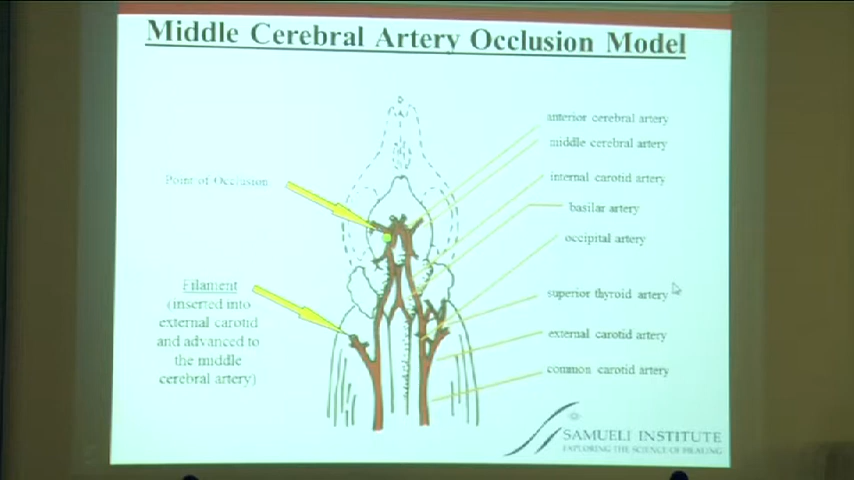 Middle Cerebral Artery Occlusion Model
anterior cerebral artery
middle cerebral artery
Point of Occlusion
internal carotid artery
basilar artery
occipital artery
Filament
(inserted into
external carotid
and advanced to
the middle
cerebral artery)
superior thyroid artery
external carotid artery
common carotid artery
SAMUELI INSTITUTE
EXPLORING THE SCIENCE OF HEALING